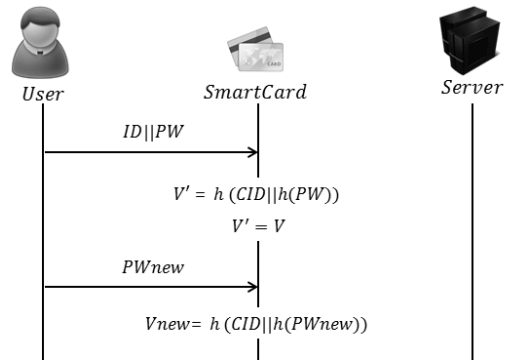 User
SmartCard
Server
ID||PW
V′ = h (CID||h(PW))
V′ = V
PWnew
Vnew= h (CID||h(PWnew))